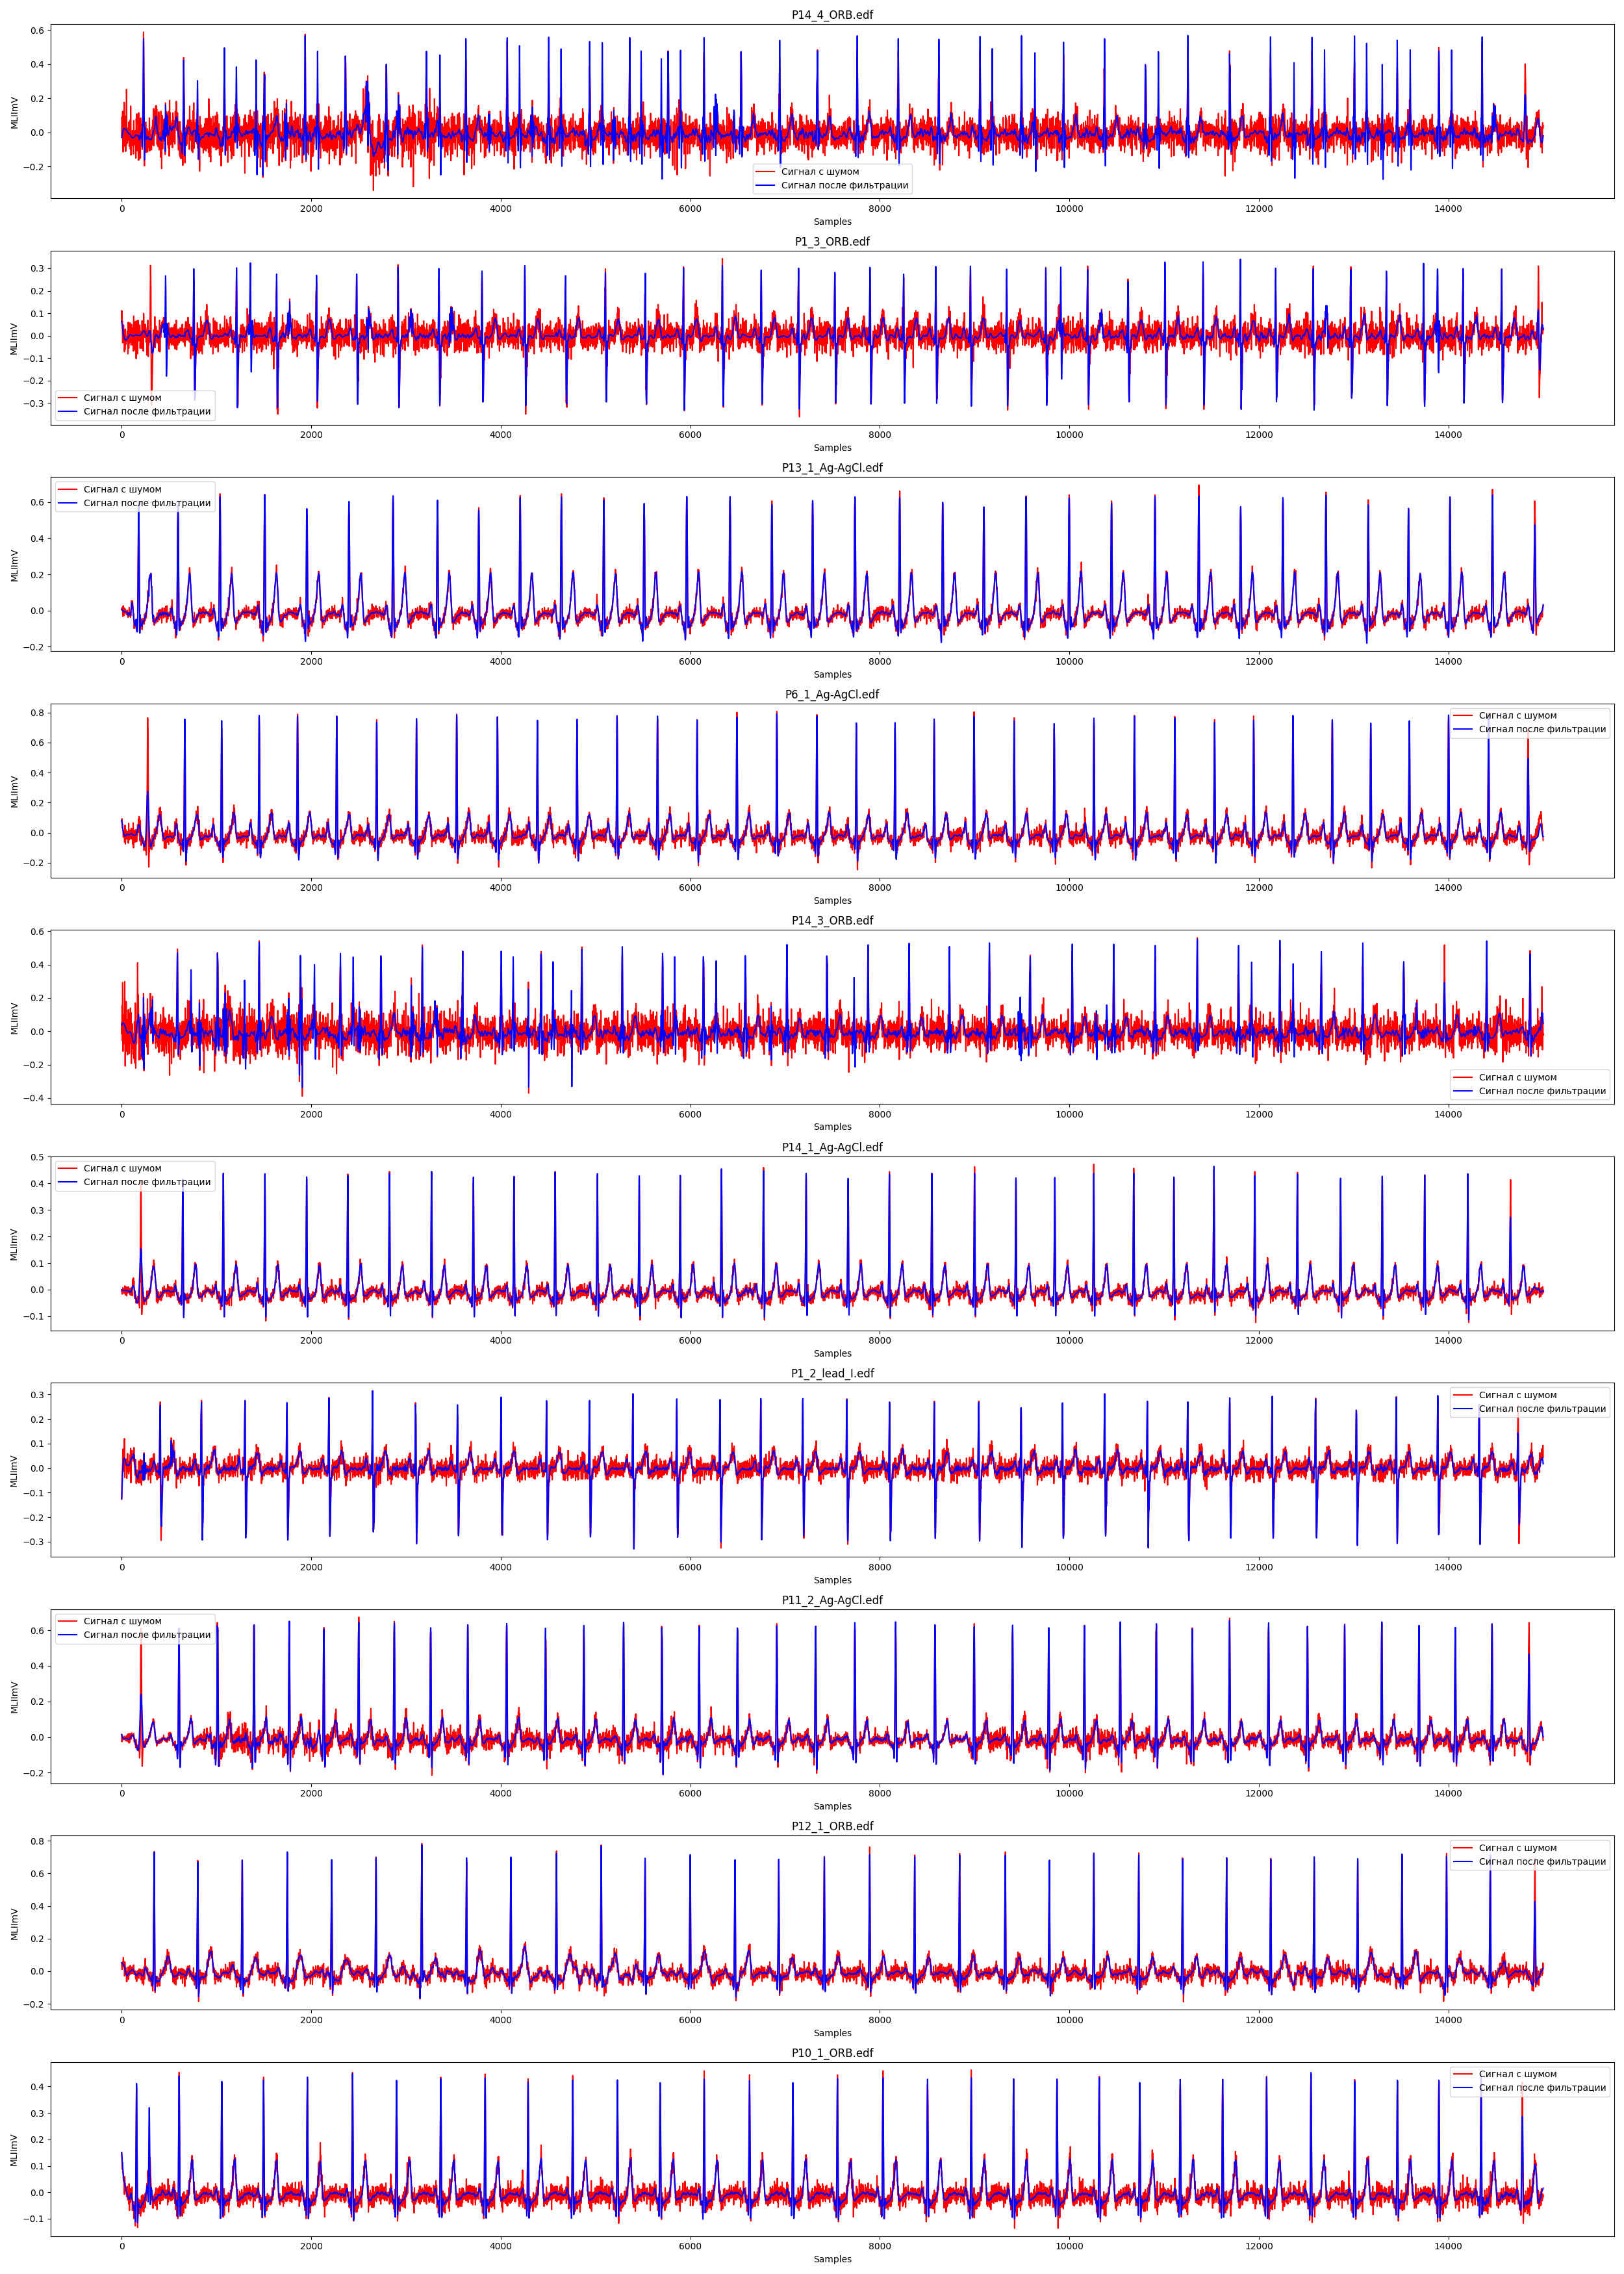 P14_4_ORB.edf
0.6
0.4
0.2
0.0
−0.2
MLIImV
Сигнал с шумом
Сигнал после фильтрации
0 2000 4000 6000 8000 10000 12000 14000
Samples
P1_3_ORB.edf
0.3
0.2
0.1
0.0
−0.1
−0.2
−0.3
MLIImV
Сигнал с шумом
Сигнал после фильтрации
0 2000 4000 6000 8000 10000 12000 14000
Samples
P13_1_Ag-AgCl.edf
Сигнал с шумом
Сигнал после фильтрации
0.6
0.4
0.2
0.0
−0.2
MLIImV
0 2000 4000 6000 8000 10000 12000 14000
Samples
P6_1_Ag-AgCl.edf
Сигнал с шумом
Сигнал после фильтрации
0.8
0.6
0.4
0.2
0.0
−0.2
MLIImV
0 2000 4000 6000 8000 10000 12000 14000
Samples
P14_3_ORB.edf
0.6
0.4
0.2
0.0
−0.2
−0.4
MLIImV
Сигнал с шумом
Сигнал после фильтрации
0 2000 4000 6000 8000 10000 12000 14000
Samples
P14_1_Ag-AgCl.edf
Сигнал с шумом
Сигнал после фильтрации
0.5
0.4
0.3
0.2
0.1
0.0
−0.1
MLIImV
0 2000 4000 6000 8000 10000 12000 14000
Samples
P1_2_lead_I.edf
Сигнал с шумом
Сигнал после фильтрации
0.3
0.2
0.1
0.0
−0.1
−0.2
−0.3
MLIImV
0 2000 4000 6000 8000 10000 12000 14000
Samples
P11_2_Ag-AgCl.edf
Сигнал с шумом
Сигнал после фильтрации
0.6
0.4
0.2
0.0
−0.2
MLIImV
0 2000 4000 6000 8000 10000 12000 14000
Samples
P12_1_ORB.edf
Сигнал с шумом
Сигнал после фильтрации
0.8
0.6
0.4
0.2
0.0
−0.2
MLIImV
0 2000 4000 6000 8000 10000 12000 14000
Samples
P10_1_ORB.edf
Сигнал с шумом
Сигнал после фильтрации
0.4
0.3
0.2
0.1
0.0
−0.1
MLIImV
0 2000 4000 6000 8000 10000 12000 14000
Samples